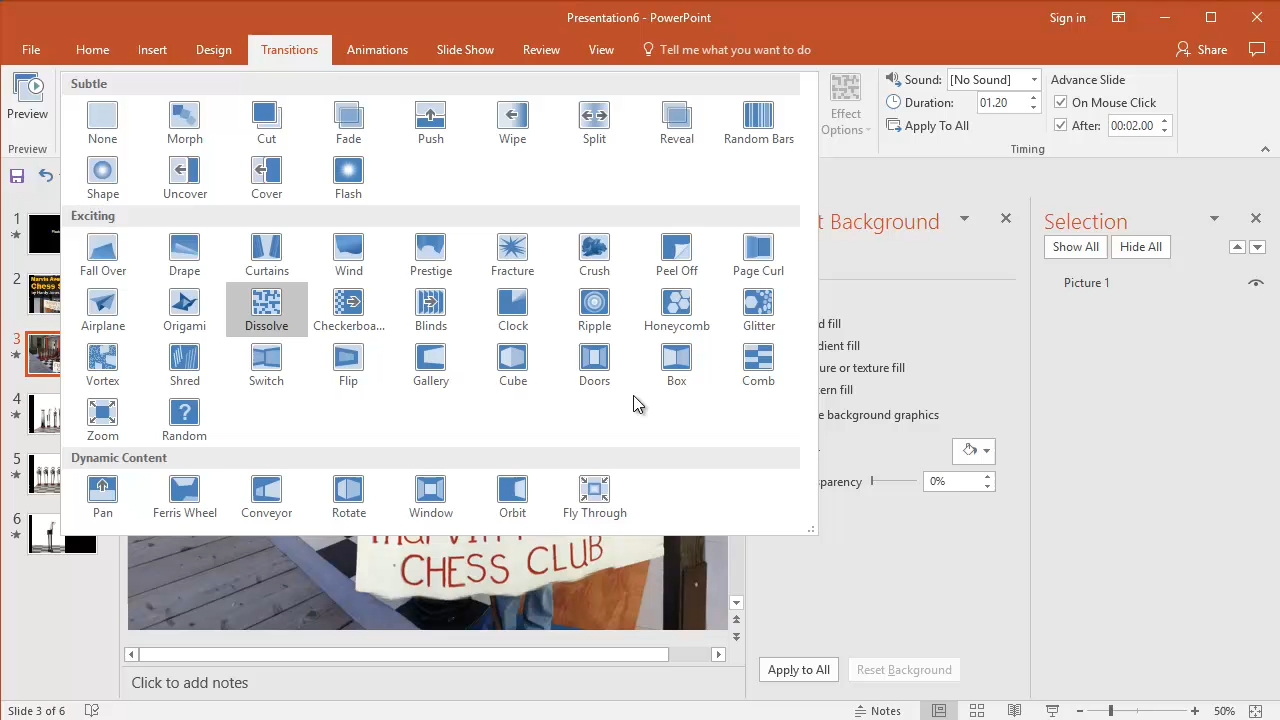 Presentation6 - PowerPoint
Sign in
File Home Insert Design Transitions Animations Slide Show Review View Tell me what you want to do Share
Preview
Preview
Subtle
None Morph Cut Fade Push Wipe Split Reveal Random Bars
Shape Uncover Cover Flash
Exciting
Fall Over Drape Curtains Wind Prestige Fracture Crush Peel Off Page Curl
Airplane Origami Dissolve Checkerboa... Blinds Clock Ripple Honeycomb Glitter
Vortex Shred Switch Flip Gallery Cube Doors Box Comb
Zoom Random
Dynamic Content
Pan Ferris Wheel Conveyor Rotate Window Orbit Fly Through
Effect
Options
Sound: [No Sound]
Duration: 01.20
Apply To All
Advance Slide
On Mouse Click
After: 00:02.00
Timing
1
2
3
4
5
6
t Background
d fill
dient fill
ure or texture fill
tern fill
e background graphics
parency 0%
Apply to All Reset Background
Selection
Show All Hide All
Picture 1
CHESS CLUB
Click to add notes
Slide 3 of 6
Notes
50%